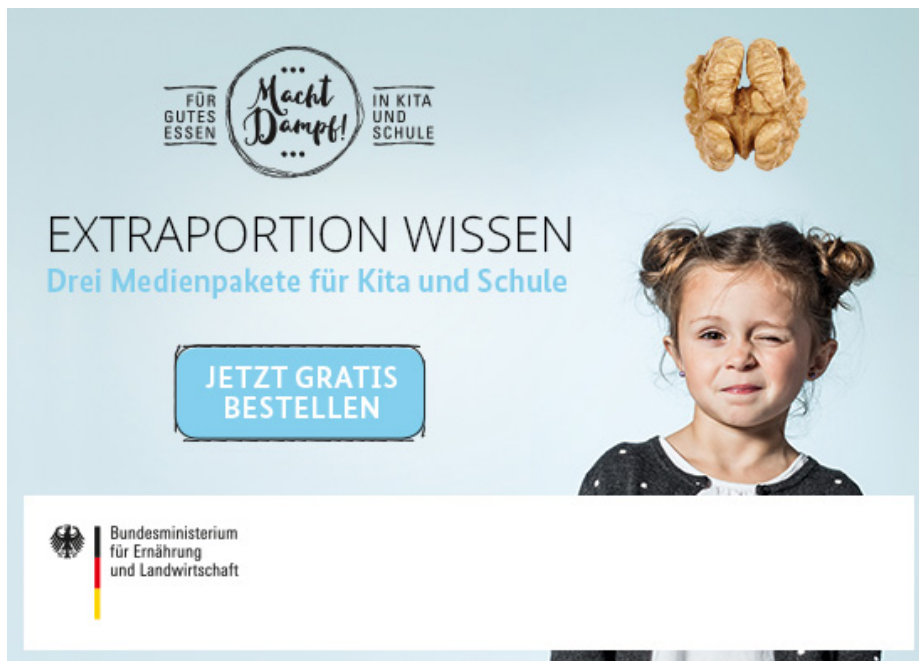 FÜR
GUTES
ESSEN
Macht
Dampf!
IN KITA
UND
SCHULE
EXTRAPORTION WISSEN
Drei Medienpakete für Kita und Schule
JETZT GRATIS
BESTELLEN
Bundesministerium
für Ernährung
und Landwirtschaft